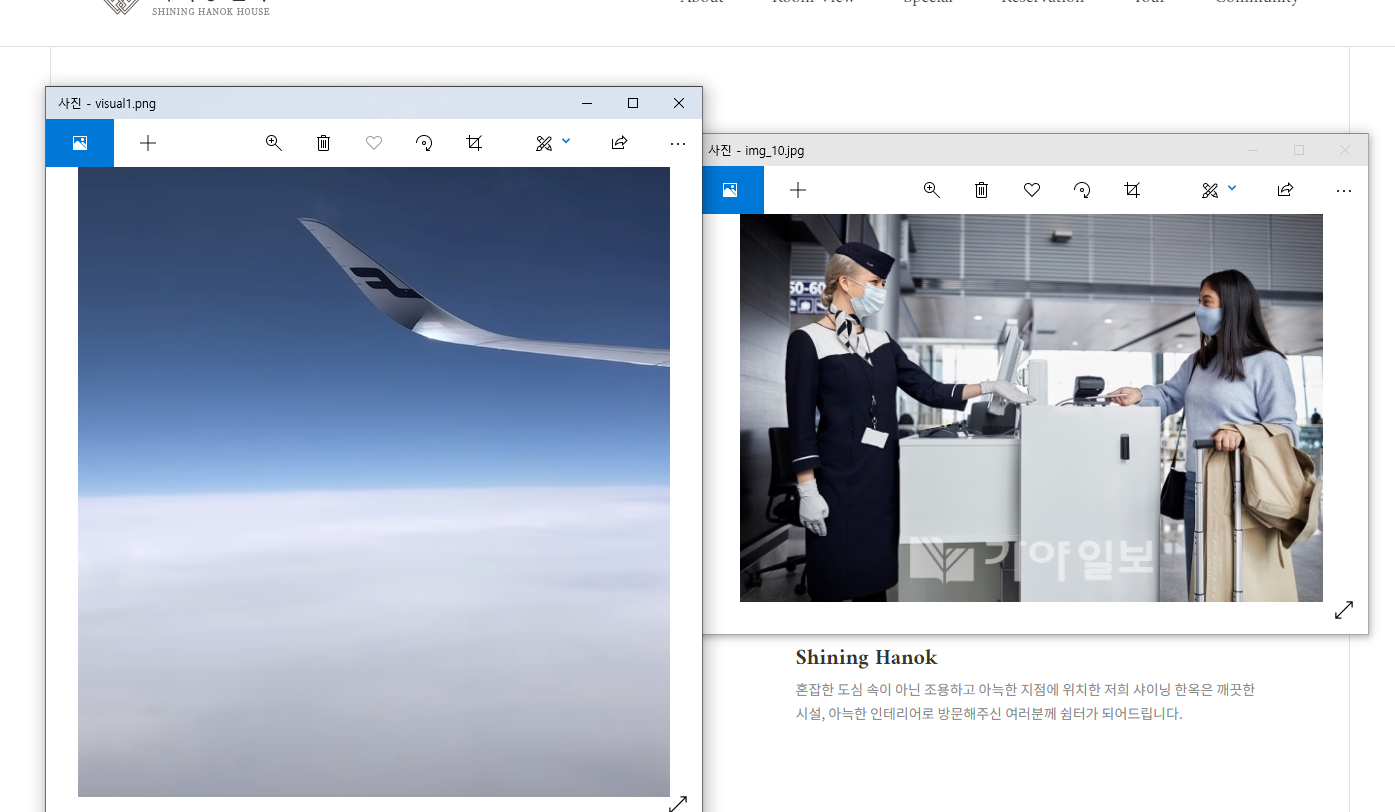 SHINING HANOK HOUSE
About Room View Special Reservation Tour Community
사진 - visual1.png
사진 - img_10.jpg
50-60
기아일보
Shining Hanok
혼잡한 도심 속이 아닌 조용하고 아늑한 지점에 위치한 저희 샤이닝 한옥은 깨끗한
시설, 아늑한 인테리어로 방문해주신 여러분께 쉼터가 되어드립니다.